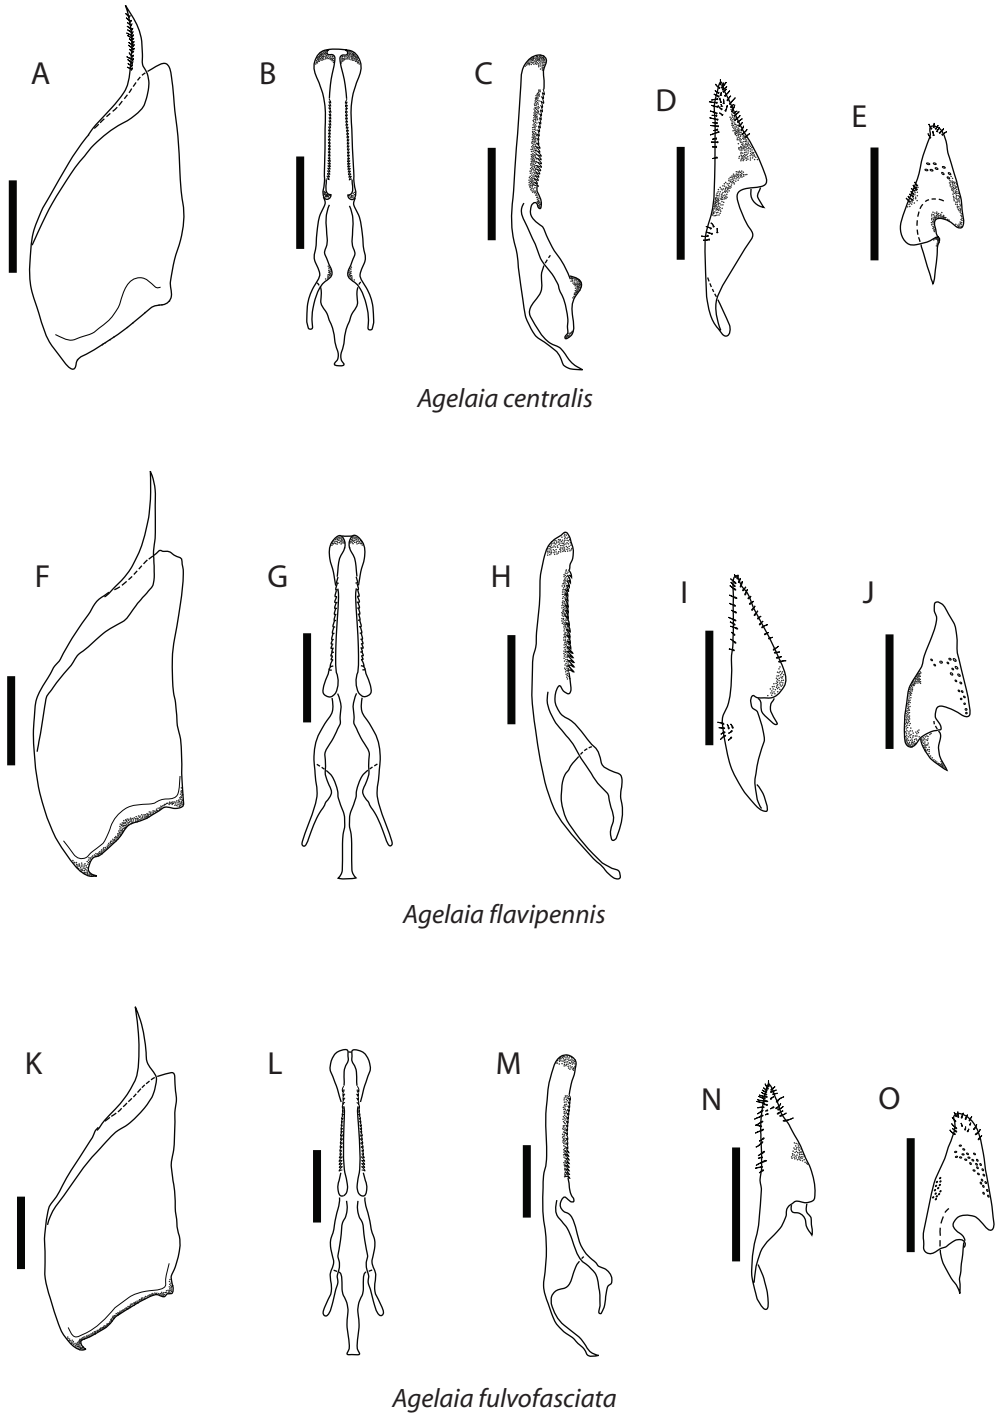 A B C D E
Agelaia centralis
F G H I J
Agelaia flavipennis
K L M N O
Agelaia fulvofasciata